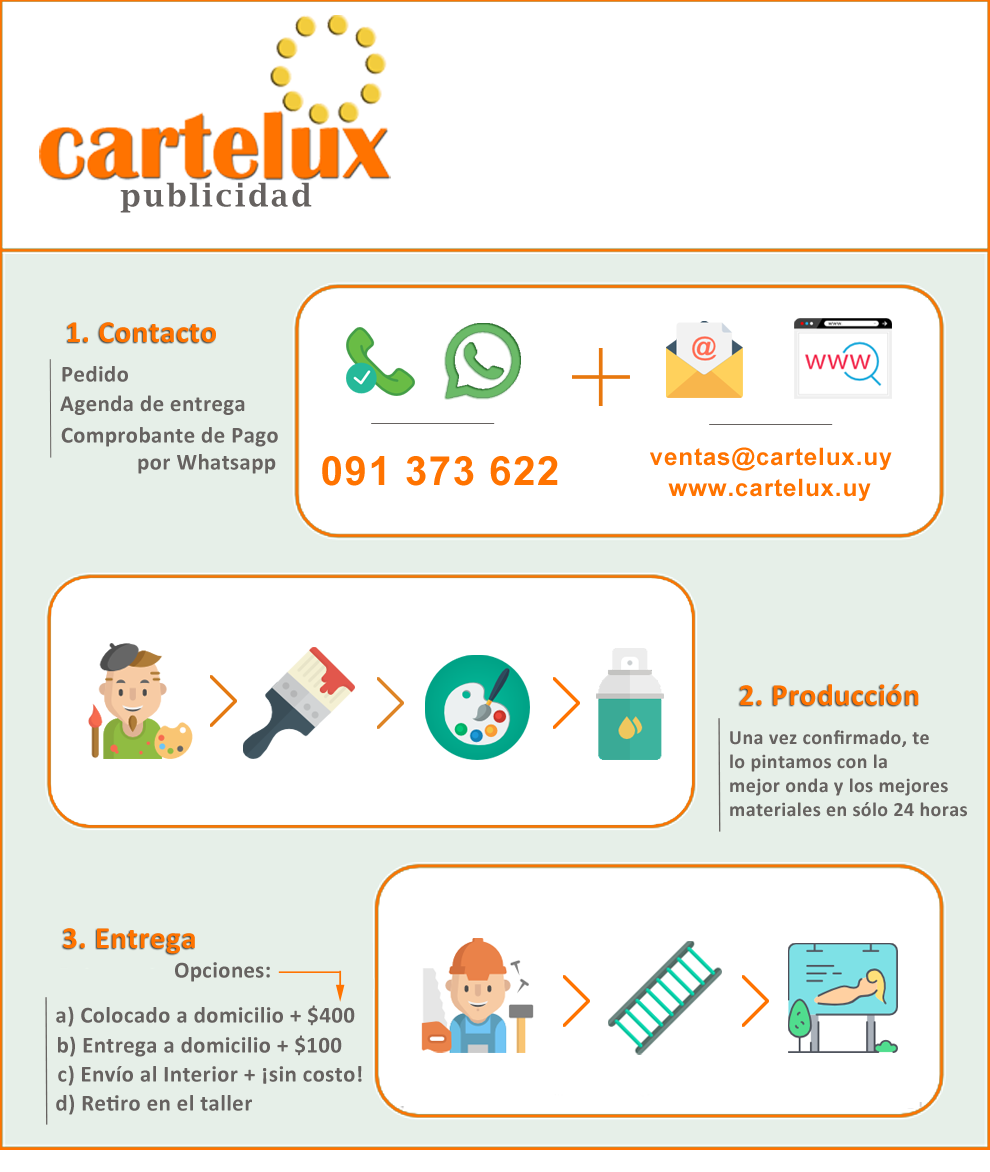 cartelux
publicidad
1. Contacto
Pedido
Agenda de entrega
Comprobante de Pago
por Whatsapp
@
www
www
091 373 622
ventas@cartelux.uy
www.cartelux.uy
2. Producción
Una vez confirmado, te
lo pintamos con la
mejor onda y los mejores
materiales en sólo 24 horas
3. Entrega
Opciones:
a) Colocado a domicilio + $400
b) Entrega a domicilio + $100
c) Envío al Interior + ¡sin costo!
d) Retiro en el taller